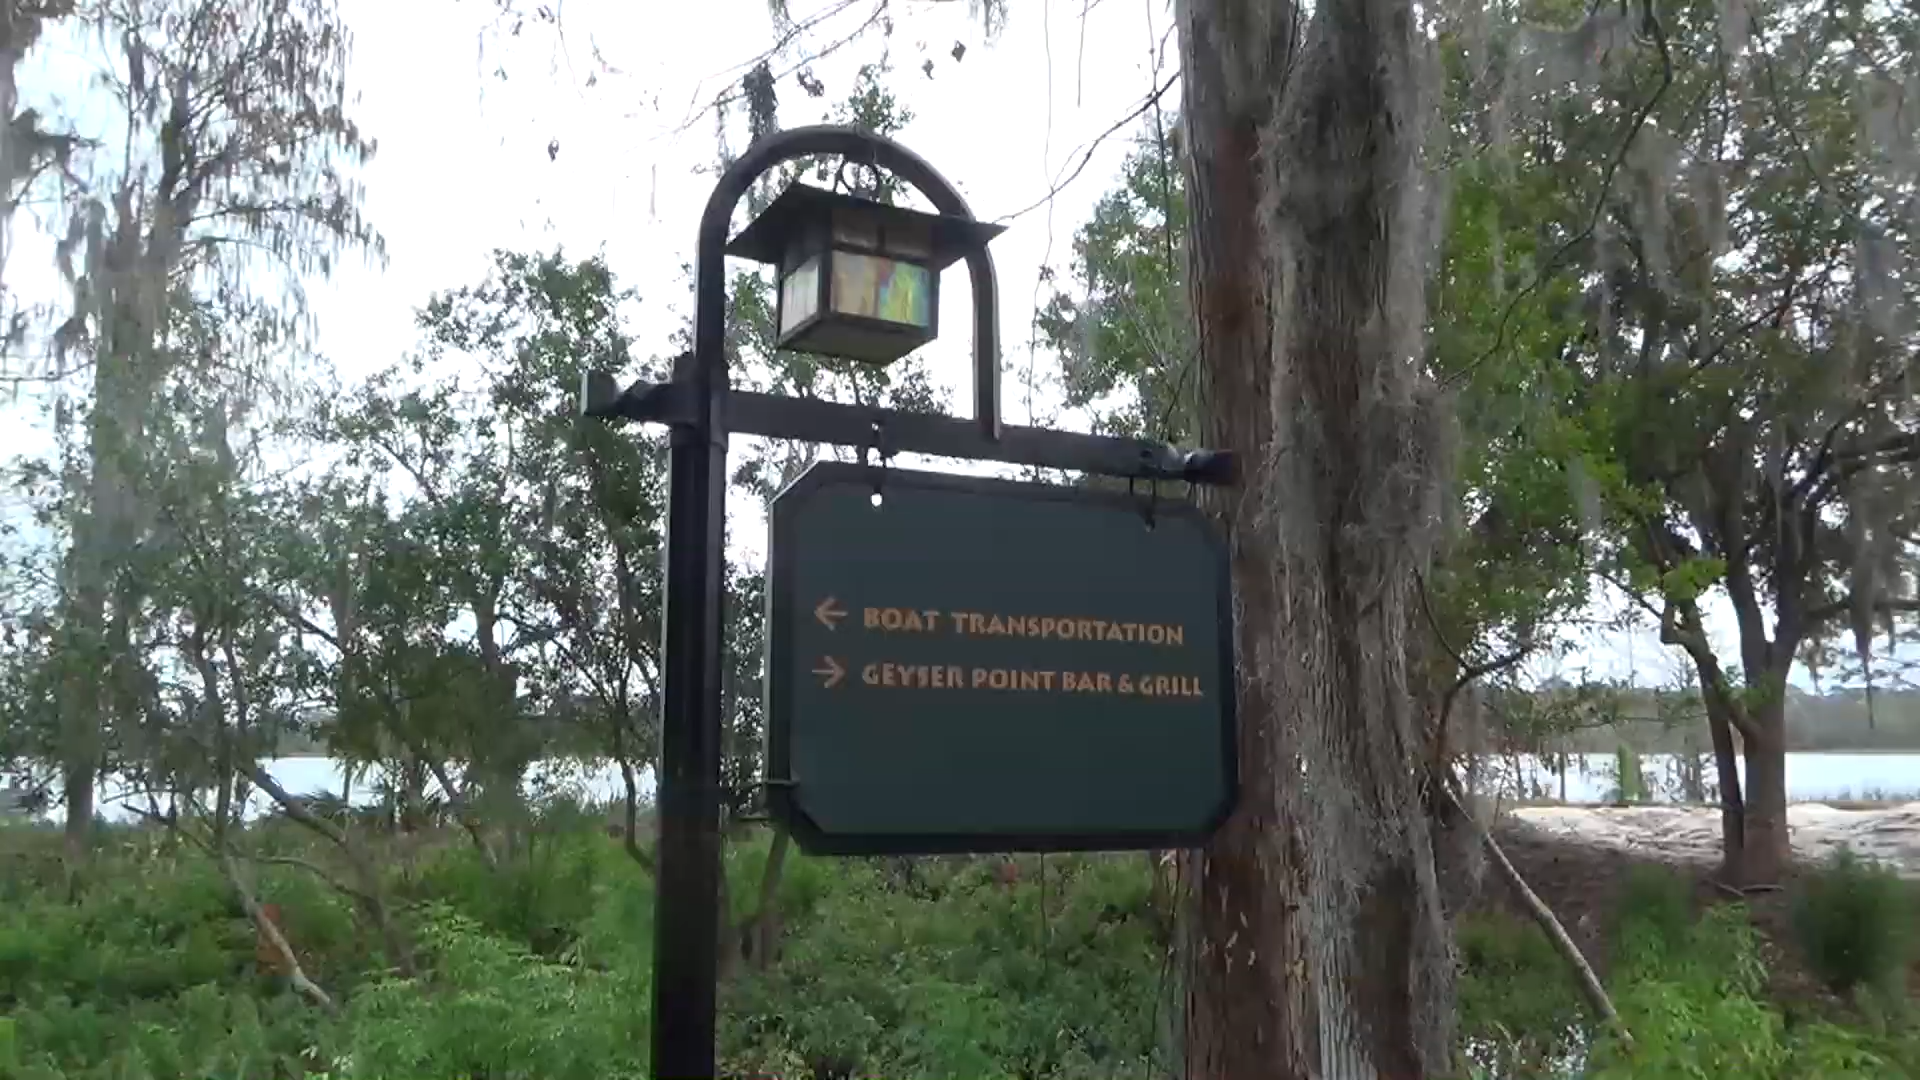 ← BOAT TRANSPORTATION
→ GEYSER POINT BAR & GRILL